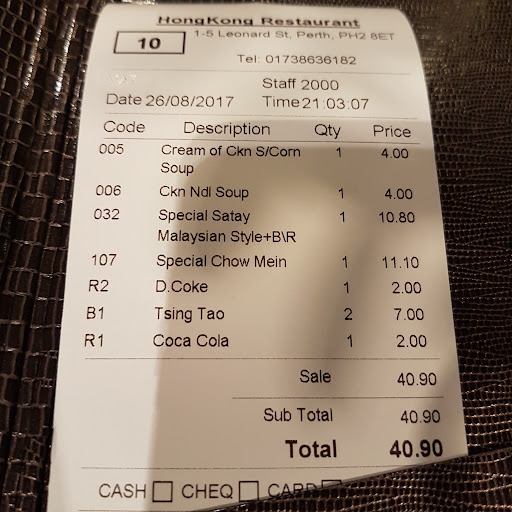 HongKong Restaurant
10
1-5 Leonard St, Perth, PH2 8ET
Tel: 01738636182
Staff 2000
Date 26/08/2017 Time 21:03:07
Code Description Qty Price
005 Cream of Ckn S/Corn 1 4.00
Soup
006 Ckn Ndl Soup 1 4.00
032 Special Satay 1 10.80
Malaysian Style+B\R
107 Special Chow Mein 1 11.10
R2 D.Coke 1 2.00
B1 Tsing Tao 2 7.00
R1 Coca Cola 1 2.00
Sale 40.90
Sub Total 40.90
Total 40.90
CASH CHEQ CARD